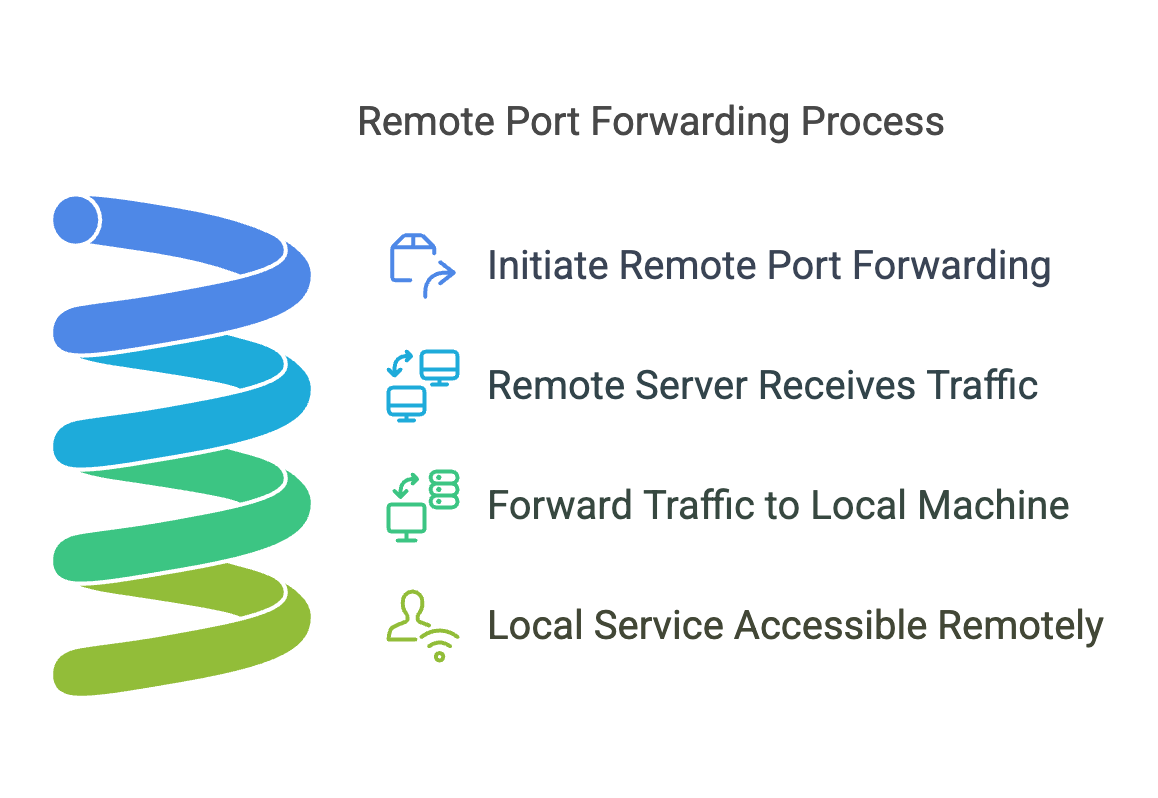 Remote Port Forwarding Process
Initiate Remote Port Forwarding
Remote Server Receives Traffic
Forward Traffic to Local Machine
Local Service Accessible Remotely